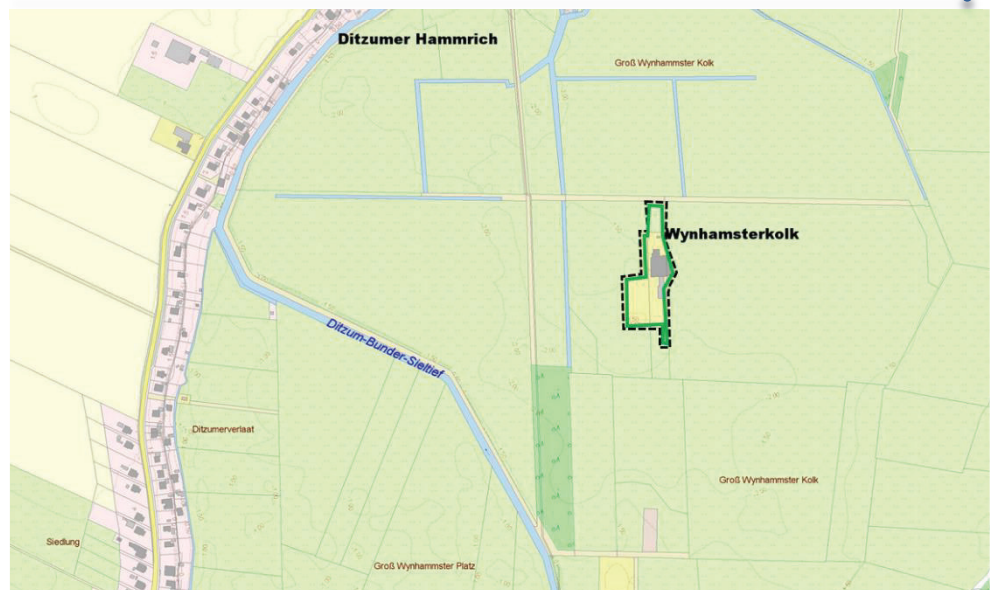 Ditzumer Hammrich
Groß Wynhammster Kolk
Wynhamsterkolk
Ditzum-Bunder-Sieltief
Ditzumerverlaat
Groß Wynhammster Kolk
Siedlung
Groß Wynhammster Platz